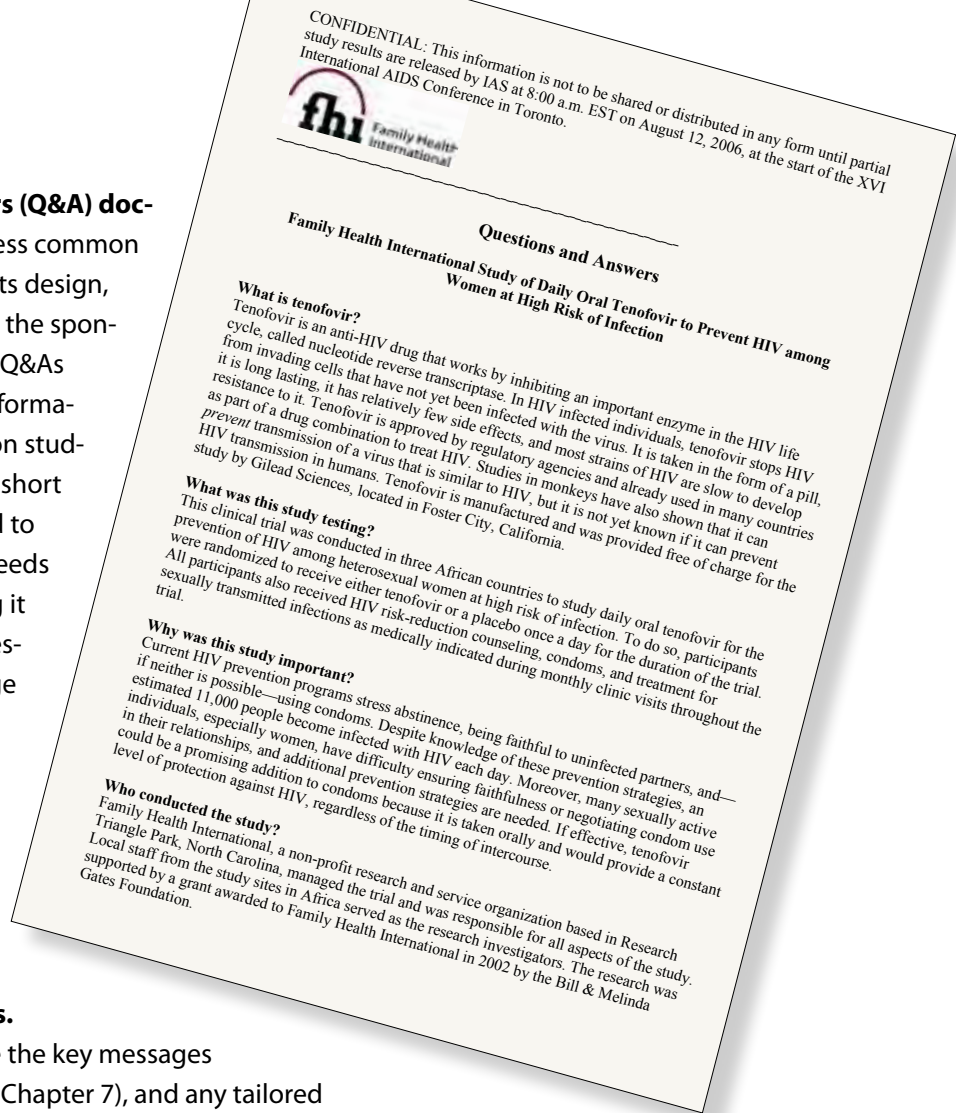 rs (Q&A) doc-
ess common
ts design,
the spon-
Q&As
forma-
on stud-
short
d to
eeds
g it
es-
ge
CONFIDENTIAL: This information is not to be shared or distributed in any form until partial
study results are released by IAS at 8:00 a.m. EST on August 12, 2006, at the start of the XVI
International AIDS Conference in Toronto.
fhi Family Health
International
Questions and Answers
Family Health International Study of Daily Oral Tenofovir to Prevent HIV among
Women at High Risk of Infection
What is tenofovir?
Tenofovir is an anti-HIV drug that works by inhibiting an important enzyme in the HIV life
cycle, called nucleotide reverse transcriptase. In HIV infected individuals, tenofovir stops HIV
from invading cells that have not yet been infected with the virus. It is taken in the form of a pill,
it is long lasting, it has relatively few side effects, and most strains of HIV are slow to develop
resistance to it. Tenofovir is approved by regulatory agencies and already used in many countries
as part of a drug combination to treat HIV. Studies in monkeys have also shown that it can
prevent transmission of a virus that is similar to HIV, but it is not yet known if it can prevent
HIV transmission in humans. Tenofovir is manufactured and was provided free of charge for the
study by Gilead Sciences, located in Foster City, California.
What was this study testing?
This clinical trial was conducted in three African countries to study daily oral tenofovir for the
prevention of HIV among heterosexual women at high risk of infection. To do so, participants
were randomized to receive either tenofovir or a placebo once a day for the duration of the trial.
All participants also received HIV risk-reduction counseling, condoms, and treatment for
sexually transmitted infections as medically indicated during monthly clinic visits throughout the
trial.
Why was this study important?
Current HIV prevention programs stress abstinence, being faithful to uninfected partners, and—
if neither is possible—using condoms. Despite knowledge of these prevention strategies, an
estimated 11,000 people become infected with HIV each day. Moreover, many sexually active
individuals, especially women, have difficulty ensuring faithfulness or negotiating condom use
in their relationships, and additional prevention strategies are needed. If effective, tenofovir
could be a promising addition to condoms because it is taken orally and would provide a constant
level of protection against HIV, regardless of the timing of intercourse.
Who conducted the study?
Family Health International, a non-profit research and service organization based in Research
Triangle Park, North Carolina, managed the trial and was responsible for all aspects of the study.
Local staff from the study sites in Africa served as the research investigators. The research was
supported by a grant awarded to Family Health International in 2002 by the Bill & Melinda
Gates Foundation.
s.
e the key messages
Chapter 7), and any tailored